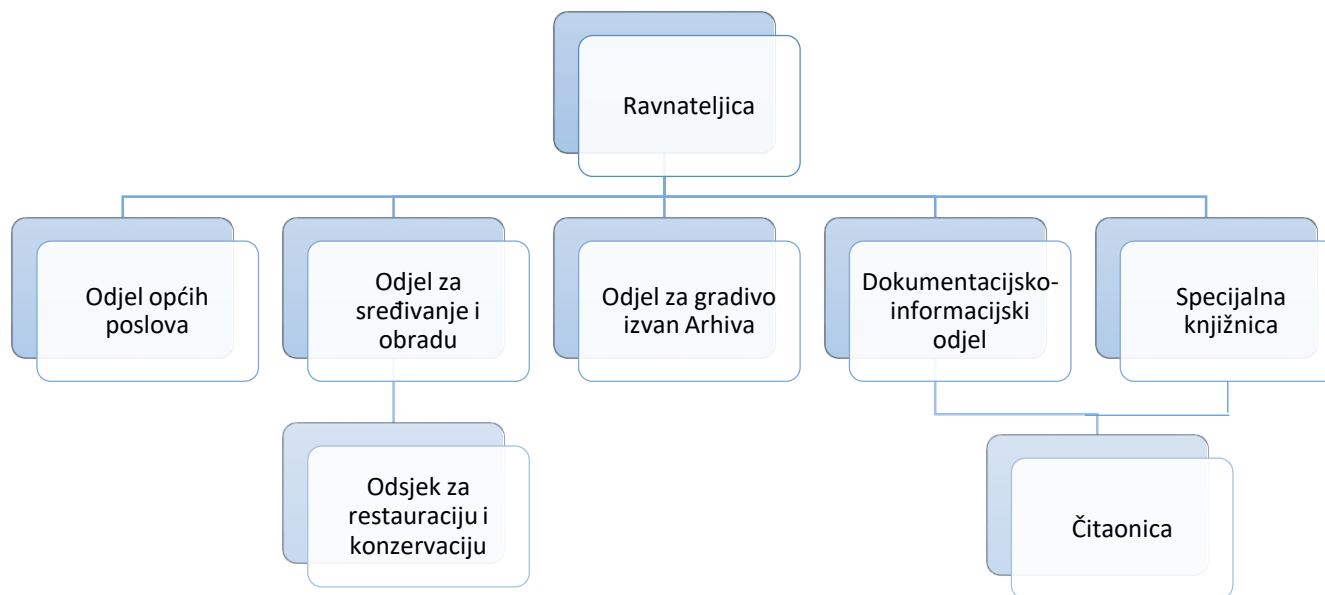 Ravnateljica
Odjel općih
poslova
Odjel za
sređivanje i
obradu
Odjel za gradivo
izvan Arhiva
Dokumentacijsko-
informacijski
odjel
Specijalna
knjižnica
Odsjek za
restauraciju i
konzervaciju
Čitaonica